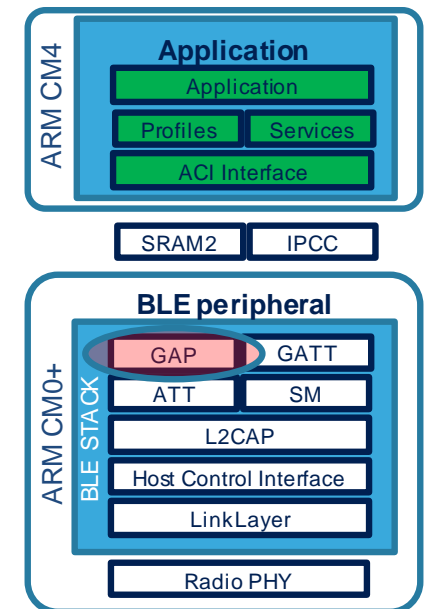 ARM CM4
Application
Application
Profiles Services
ACI Interface
SRAM2 IPCC
ARM CM0+
BLE peripheral
BLE STACK
GAP GATT
ATT SM
L2CAP
Host Control Interface
LinkLayer
Radio PHY